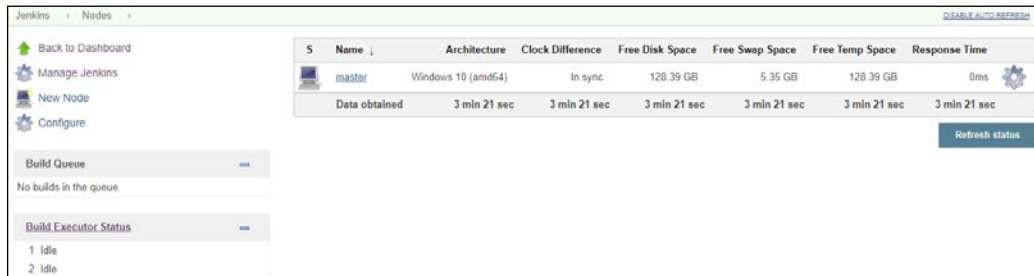 Jenkins › Nodes ›
DISABLE AUTO REFRESH
Back to Dashboard
Manage Jenkins
New Node
Configure
Build Queue
No builds in the queue.
Build Executor Status
1 Idle
2 Idle
S Name ↓ Architecture Clock Difference Free Disk Space Free Swap Space Free Temp Space Response Time
master Windows 10 (amd64) In sync 128.39 GB 5.35 GB 128.39 GB 0ms
Data obtained 3 min 21 sec 3 min 21 sec 3 min 21 sec 3 min 21 sec 3 min 21 sec 3 min 21 sec
Refresh status